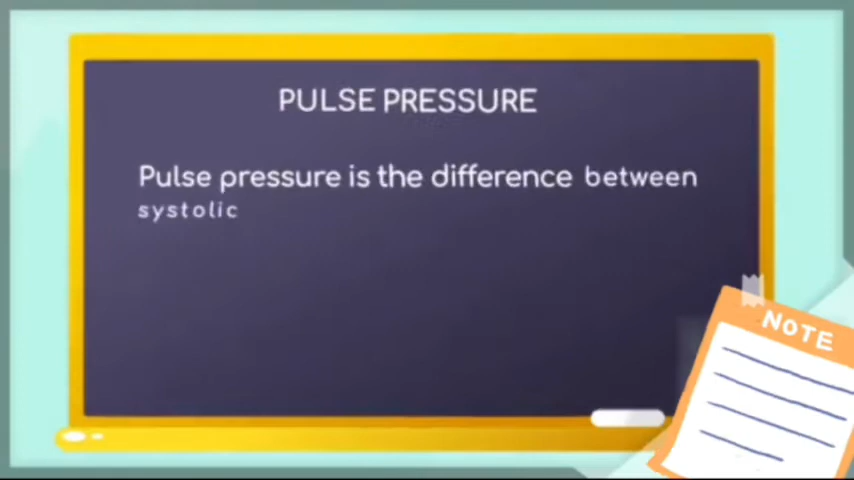 PULSE PRESSURE
Pulse pressure is the difference between
systolic
NOTE